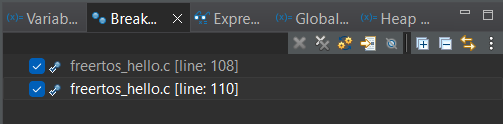 Variab...
Break...
Expre...
Global...
Heap ...
freertos_hello.c [line: 108]
freertos_hello.c [line: 110]